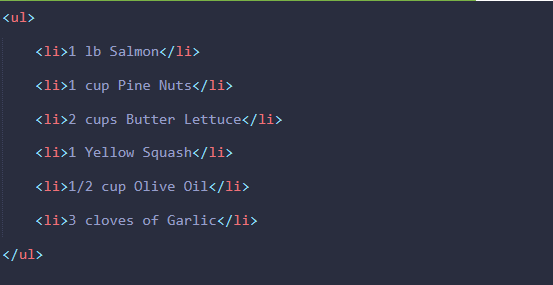 <ul>
<li>1 lb Salmon</li>
<li>1 cup Pine Nuts</li>
<li>2 cups Butter Lettuce</li>
<li>1 Yellow Squash</li>
<li>1/2 cup Olive Oil</li>
<li>3 cloves of Garlic</li>
</ul>